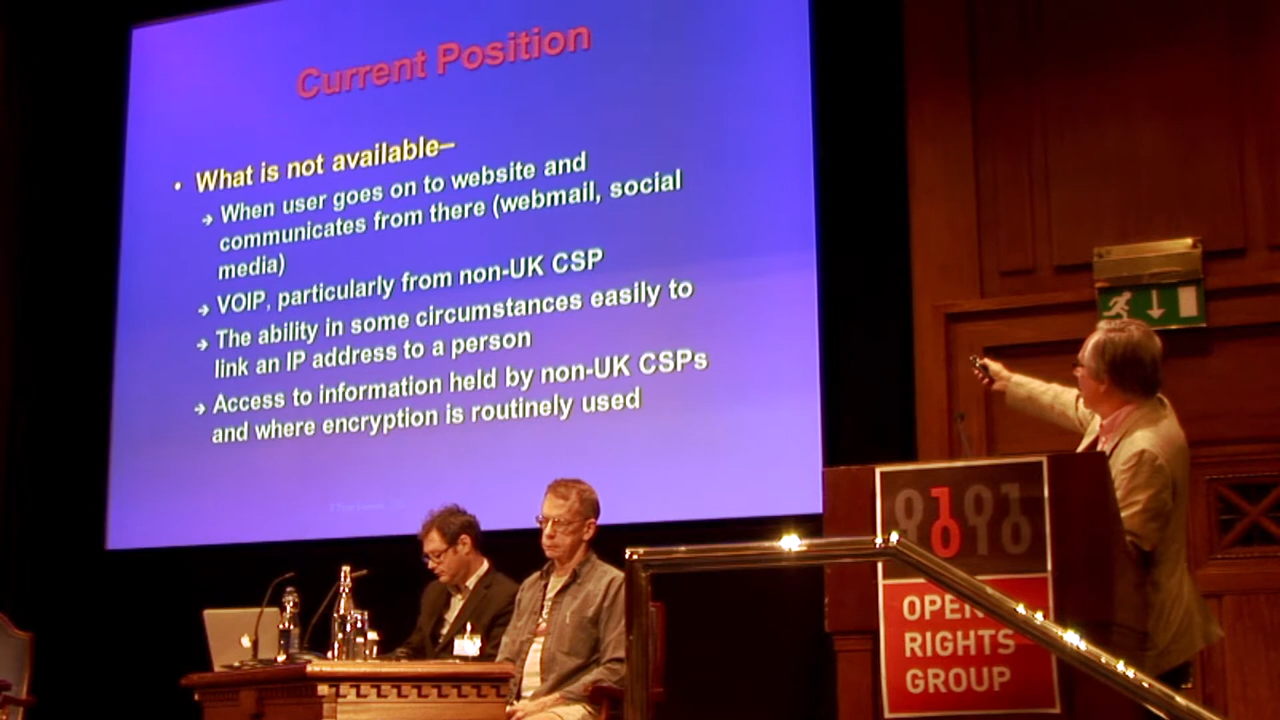 Current Position
• What is not available–
→ When user goes on to website and
communicates from there (webmail, social
media)
→ VOIP, particularly from non-UK CSP
→ The ability in some circumstances easily to
link an IP address to a person
→ Access to information held by non-UK CSPs
and where encryption is routinely used
OPEN
RIGHTS
GROUP